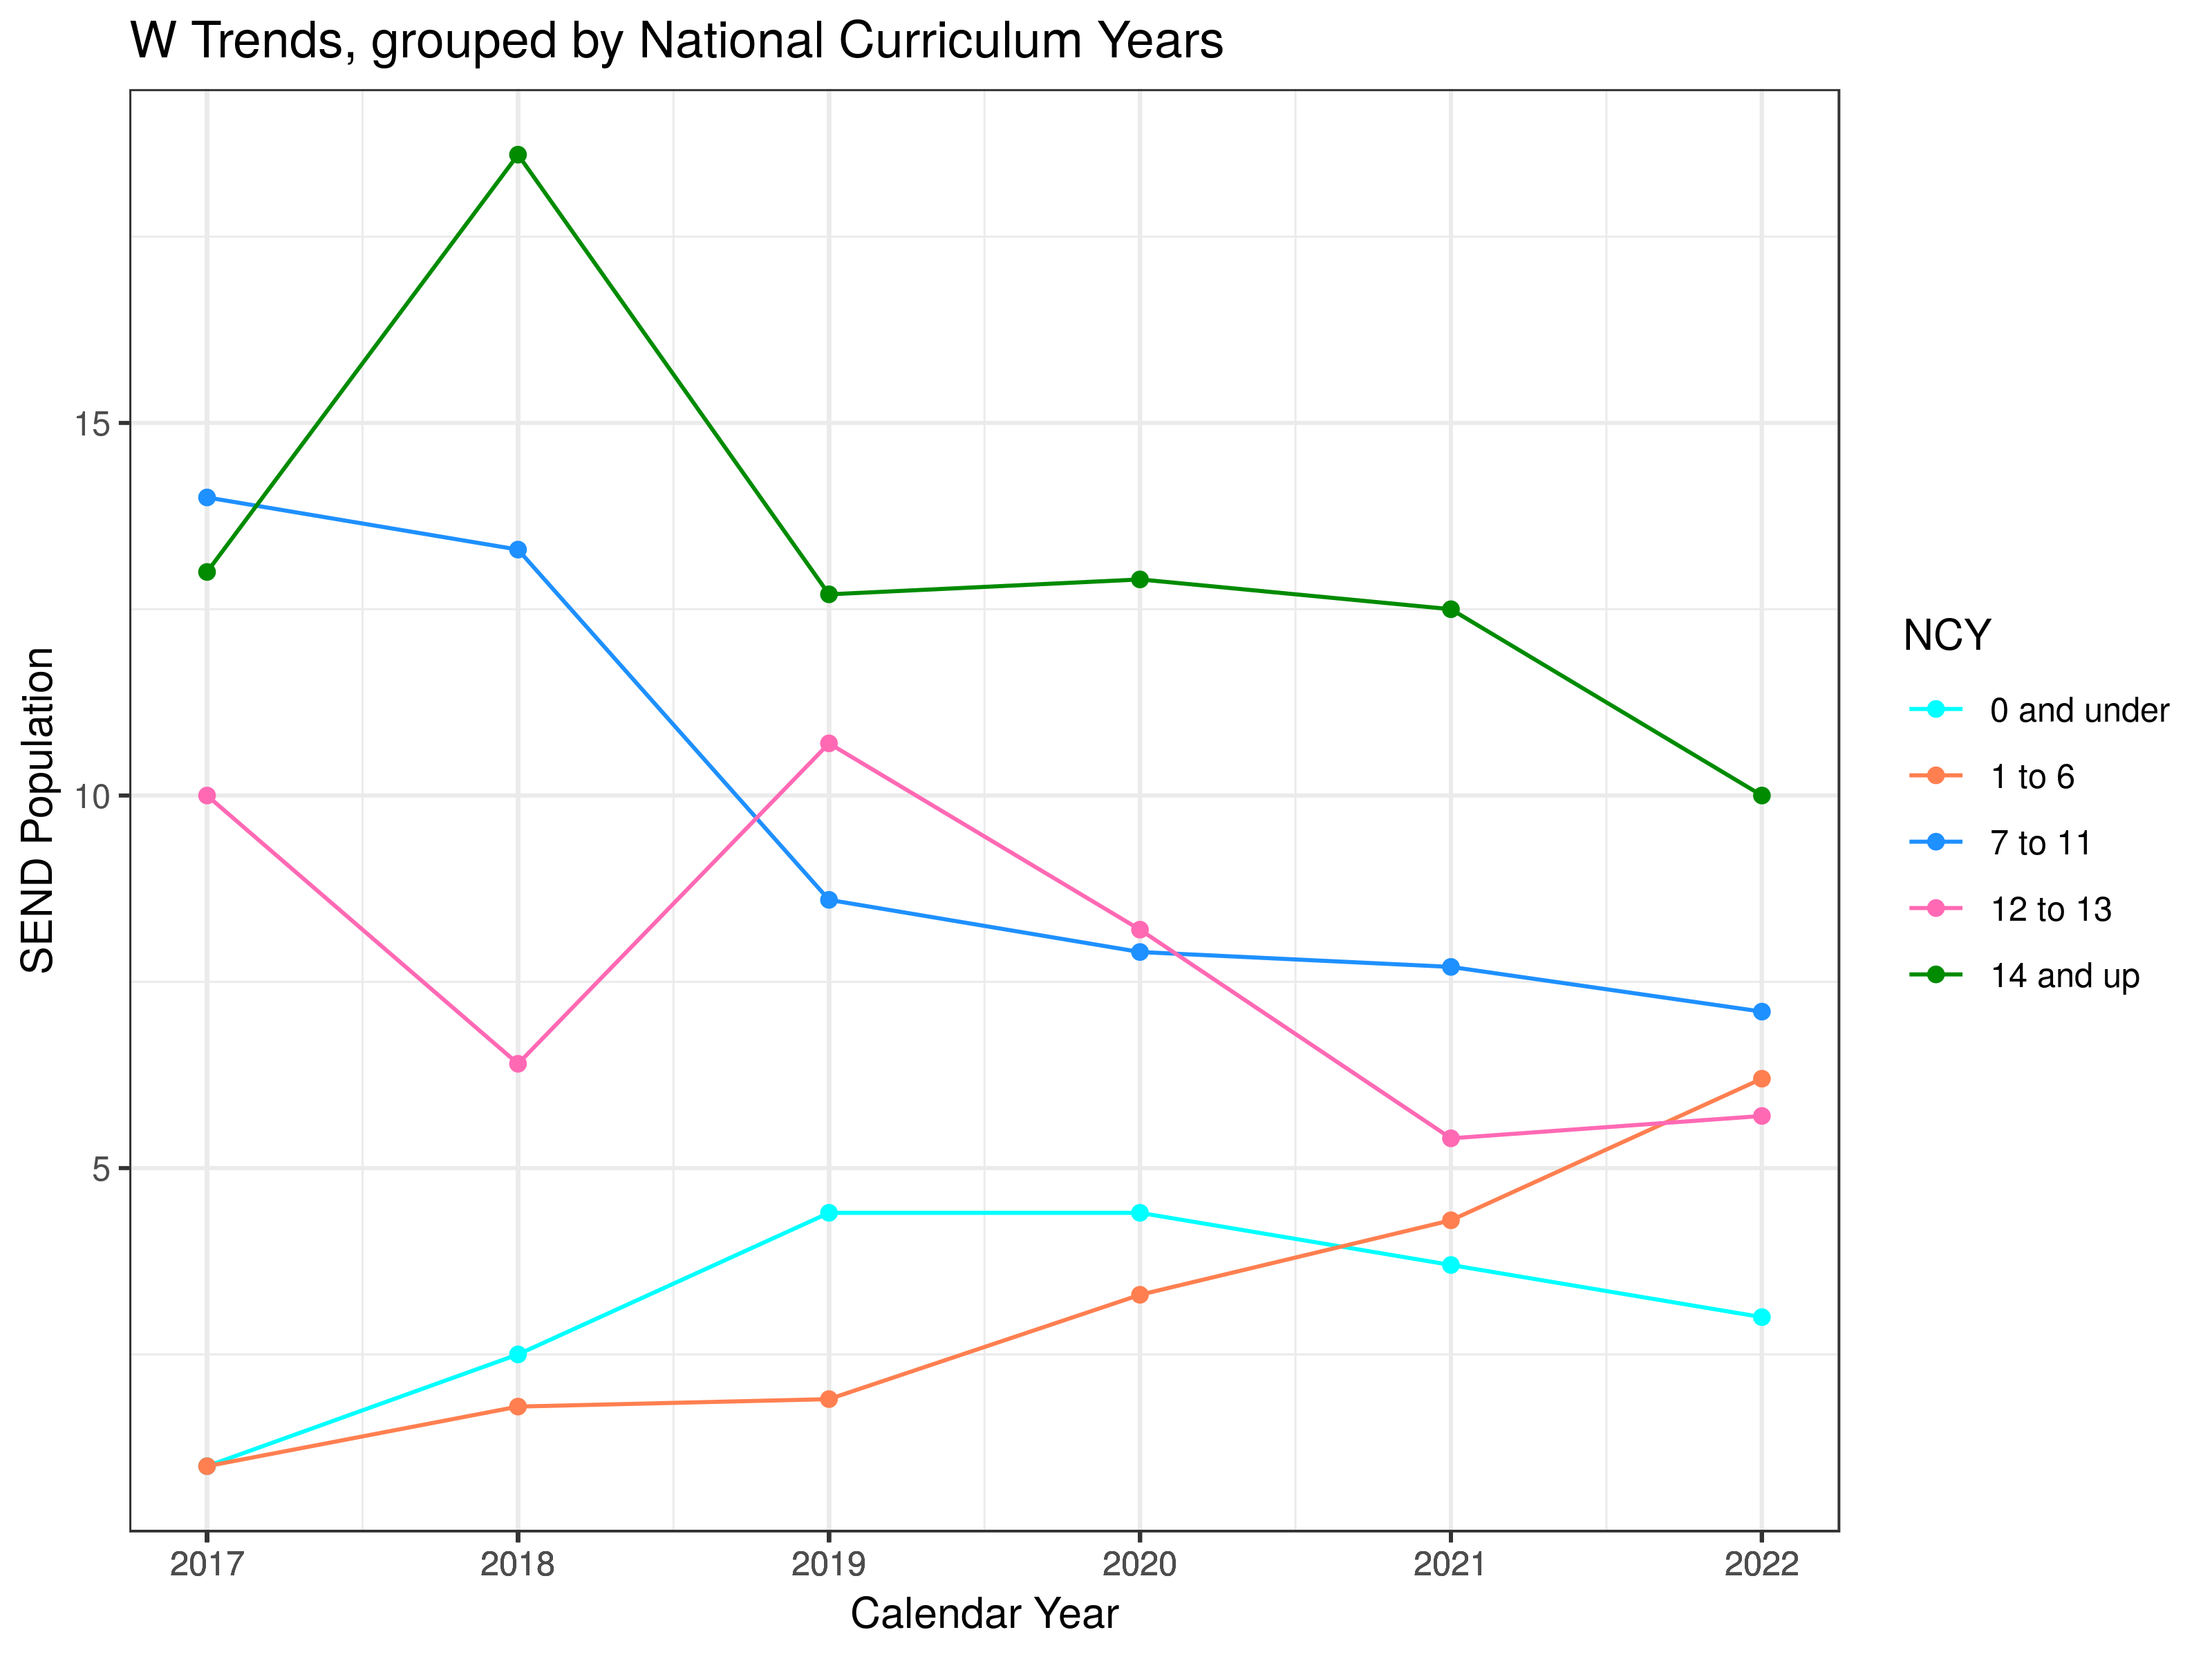 W Trends, grouped by National Curriculum Years
SEND Population
15
10
5
2017 2018 2019 2020 2021 2022
Calendar Year
NCY
0 and under
1 to 6
7 to 11
12 to 13
14 and up